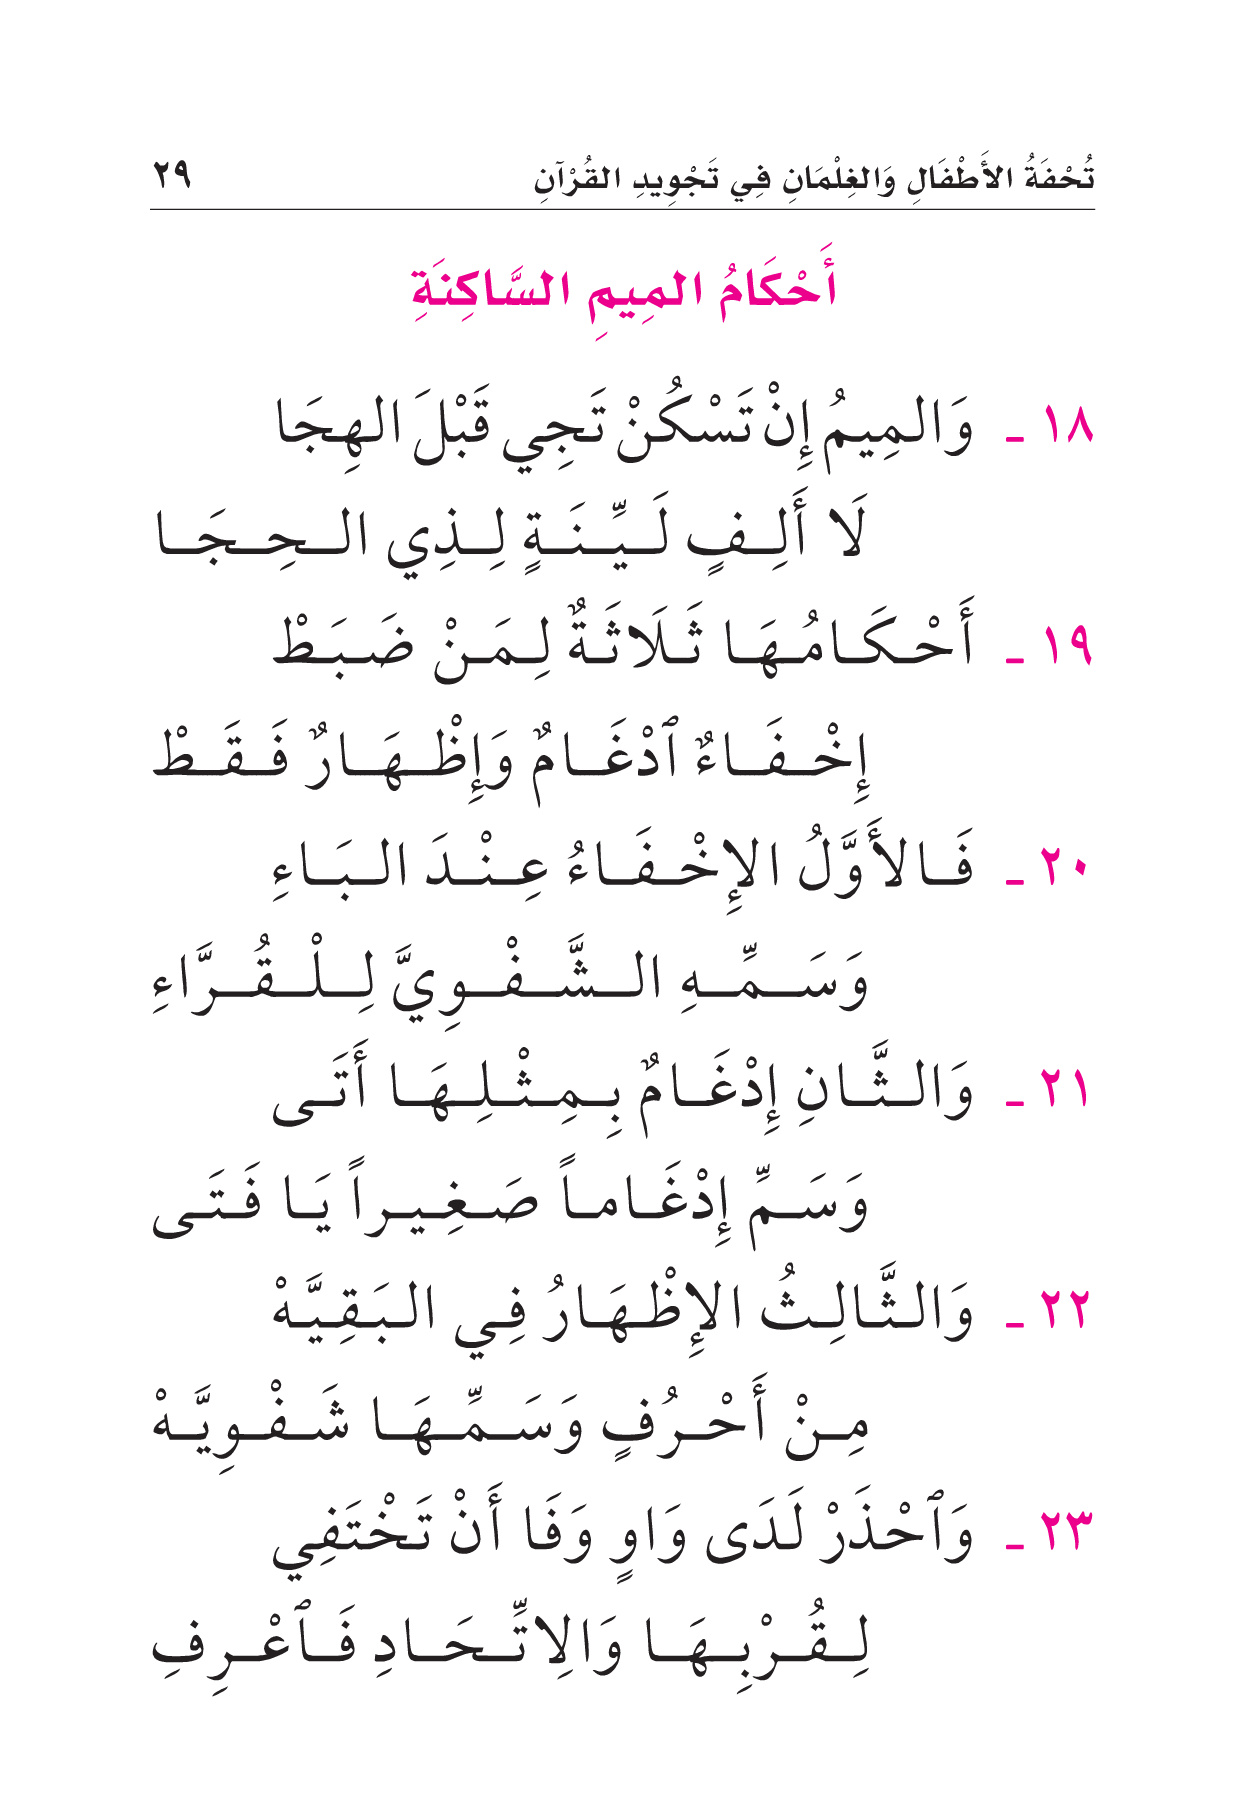 تُحْفَةُ الأَطْفَالِ وَالغِلْمَانِ فِي تَجْوِيدِ القُرْآنِ ٢٩
أَحْكَامُ المِيمِ السَّاكِنَةِ
١٨ ـ وَالمِيمُ إِنْ تَسْكُنْ تَجِي قَبْلَ الهِجَا
لَا أَلِفٍ لَيِّنَةٍ لِذِي الحِجَا
١٩ ـ أَحْكَامُهَا ثَلَاثَةٌ لِمَنْ ضَبَطْ
إِخْفَاءٌ ٱدْغَامٌ وَإِظْهَارٌ فَقَطْ
٢٠ ـ فَالأَوَّلُ الإِخْفَاءُ عِنْدَ البَاءِ
وَسَمِّهِ الشَّفْوِيَّ لِلْقُرَّاءِ
٢١ ـ وَالثَّانِ إِدْغَامٌ بِمِثْلِهَا أَتَى
وَسَمِّ إِدْغَاماً صَغِيراً يَا فَتَى
٢٢ ـ وَالثَّالِثُ الإِظْهَارُ فِي البَقِيَّهْ
مِنْ أَحْرُفٍ وَسَمِّهَا شَفْوِيَّهْ
٢٣ ـ وَٱحْذَرْ لَدَى وَاوٍ وَفَا أَنْ تَخْتَفِي
لِقُرْبِهَا وَالِاتِّحَادِ فَٱعْرِفِ